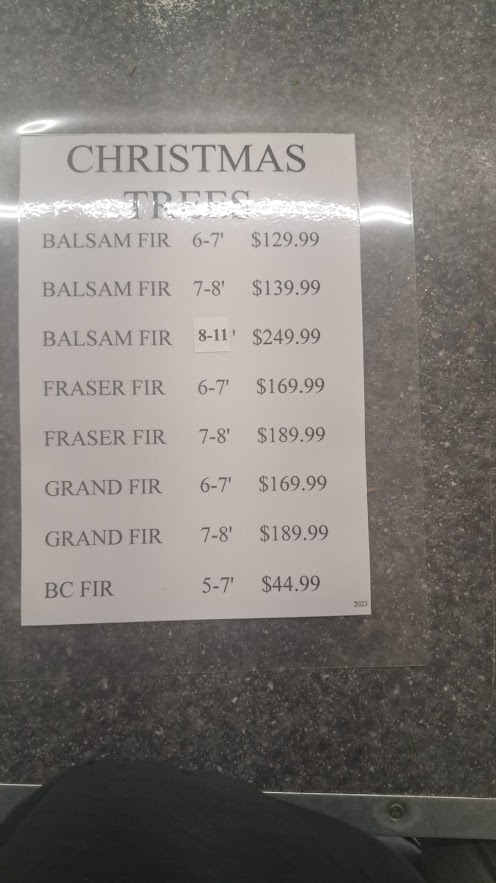 CHRISTMAS
TREES
BALSAM FIR 6-7' $129.99
BALSAM FIR 7-8' $139.99
BALSAM FIR 8-11' $249.99
FRASER FIR 6-7' $169.99
FRASER FIR 7-8' $189.99
GRAND FIR 6-7' $169.99
GRAND FIR 7-8' $189.99
BC FIR 5-7' $44.99
2021